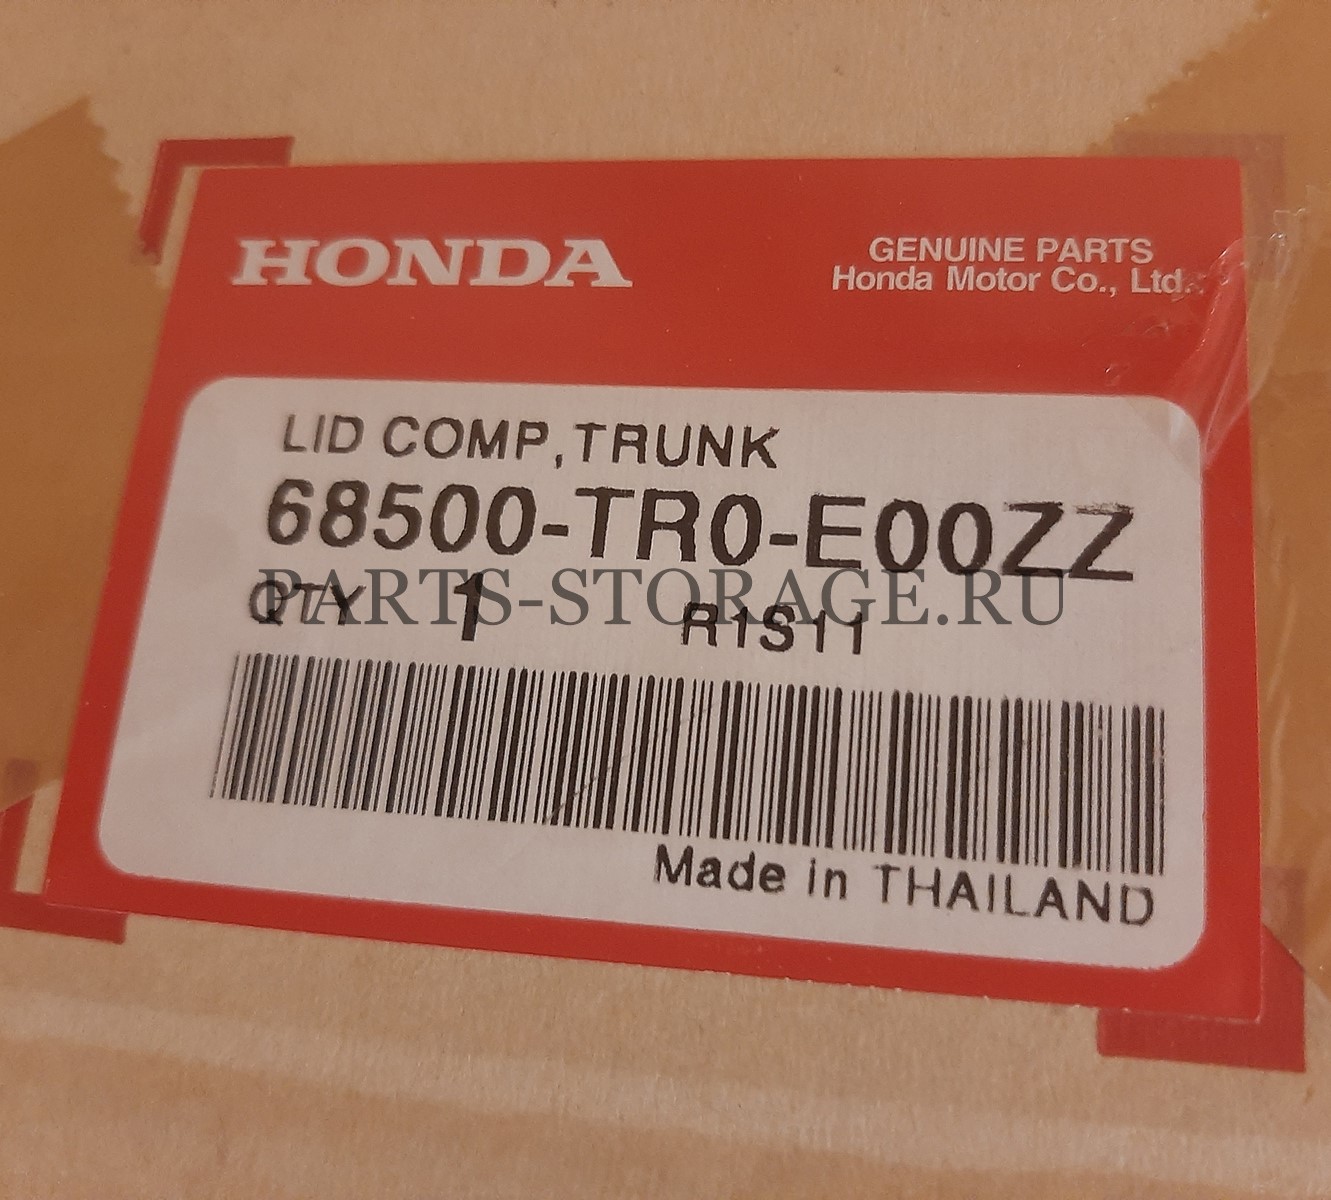 HONDA
GENUINE PARTS
Honda Motor Co., Ltd.
LID COMP,TRUNK
68500-TR0-E00ZZ
QTY 1 R1S11
PARTS-STORAGE.RU
Made in THAILAND